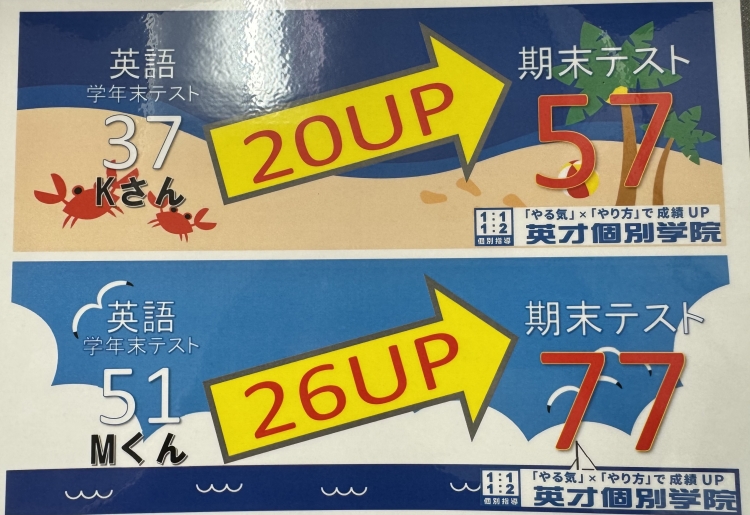 英語
学年末テスト
37
Kさん
20UP
期末テスト
57
1:1
1:2
個別指導
「やる気」×「やり方」で成績UP
英才個別学院
英語
学年末テスト
51
Mくん
26UP
期末テスト
77
1:1
1:2
個別指導
「やる気」×「やり方」で成績UP
英才個別学院